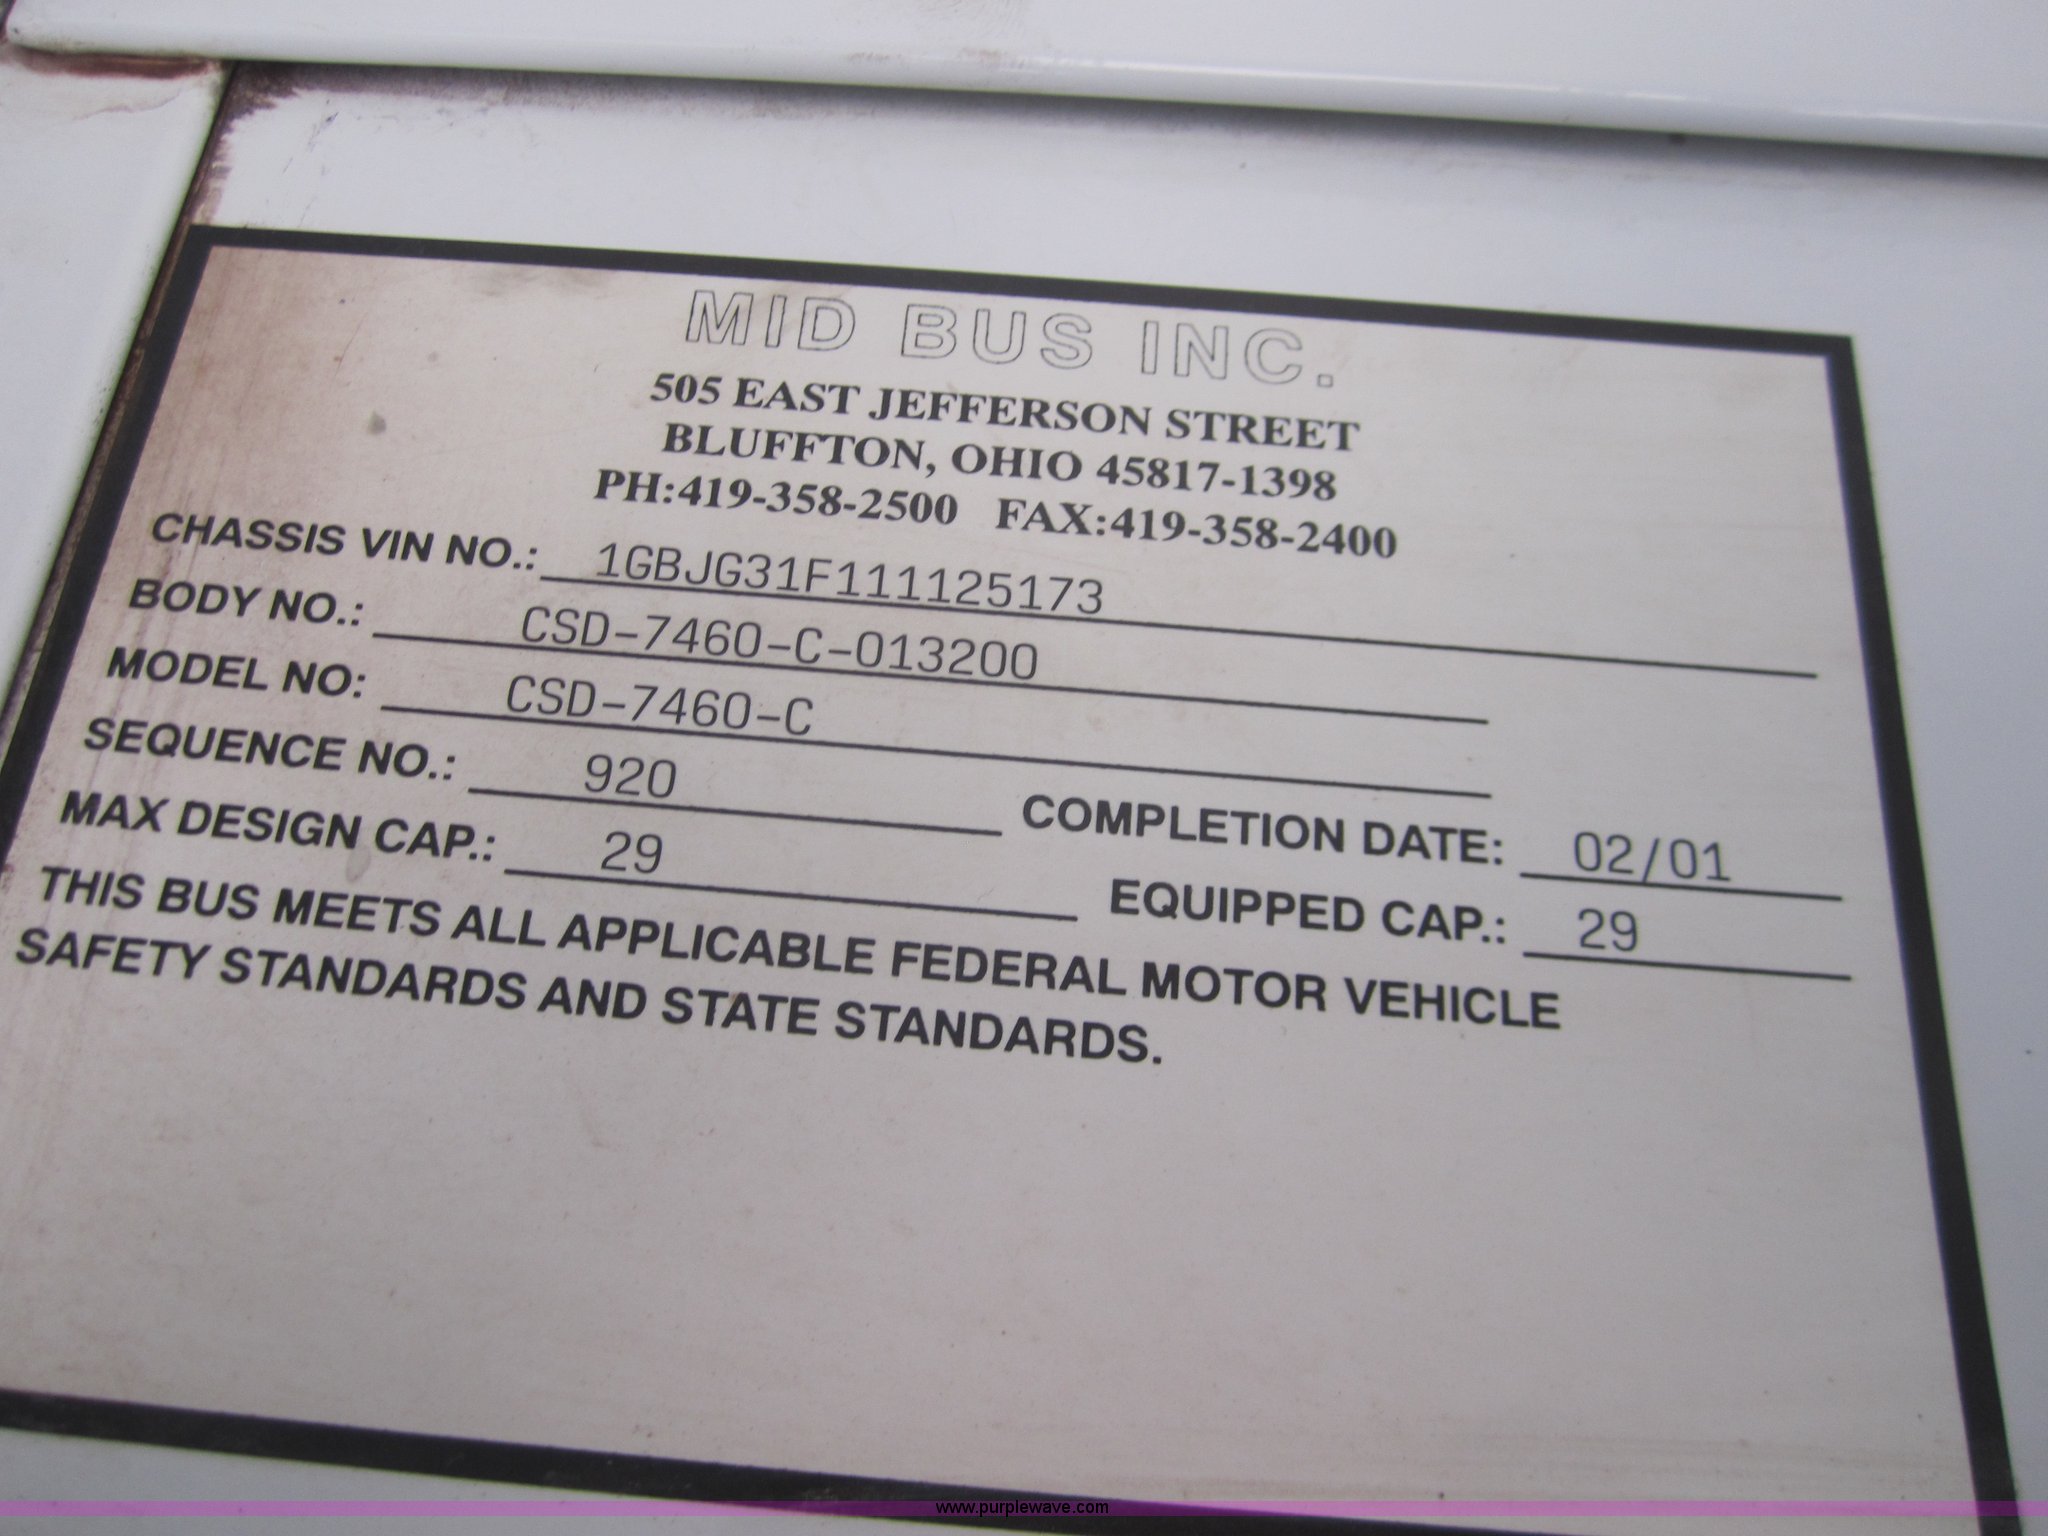 MID BUS INC.
505 EAST JEFFERSON STREET
BLUFFTON, OHIO 45817-1398
PH:419-358-2500 FAX:419-358-2400
CHASSIS VIN NO.: 1GBJG31F111125173
BODY NO.: CSD-7460-C-013200
MODEL NO: CSD-7460-C
SEQUENCE NO.: 920 COMPLETION DATE: 02/01
MAX DESIGN CAP.: 29 EQUIPPED CAP.: 29
THIS BUS MEETS ALL APPLICABLE FEDERAL MOTOR VEHICLE
SAFETY STANDARDS AND STATE STANDARDS.
www.purplewave.com